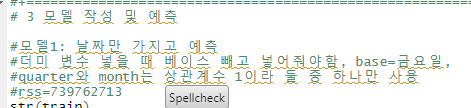 #+==============================================
# 3 모델 작성 및 예측
#모델1: 날짜만 가지고 예측
#더미 변수 넣을 때 베이스 빼고 넣어줘야함, base=금요일,
#quarter와 month는 상관계수 1이라 둘 중 하나만 사용
#rss=739762713
Spellcheck
str(train)